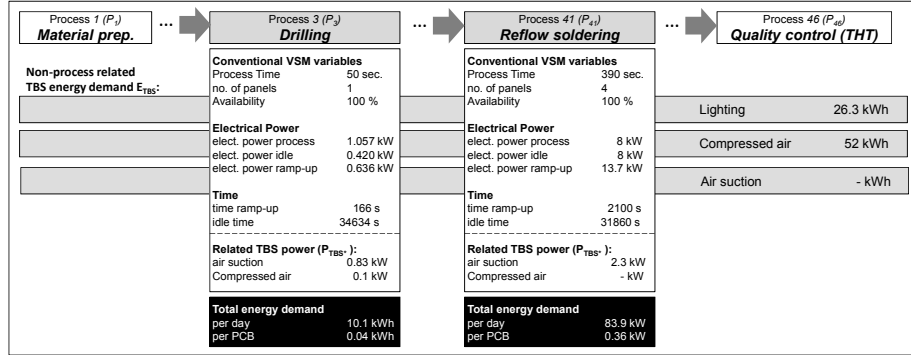 Process 1 (P1) ... Process 3 (P3) ... Process 41 (P41) ... Process 46 (P46)
Material prep. Drilling Reflow soldering Quality control (THT)
Non-process related
TBS energy demand ETBS:
Conventional VSM variables
Process Time 50 sec.
no. of panels 1
Availability 100 %
Electrical Power
elect. power process 1.057 kW
elect. power idle 0.420 kW
elect. power ramp-up 0.636 kW
Time
time ramp-up 166 s
idle time 34634 s
Related TBS power (PTBS* ):
air suction 0.83 kW
Compressed air 0.1 kW
Total energy demand
per day 10.1 kWh
per PCB 0.04 kWh
Conventional VSM variables
Process Time 390 sec.
no. of panels 4
Availability 100 %
Electrical Power
elect. power process 8 kW
elect. power idle 8 kW
elect. power ramp-up 13.7 kW
Time
time ramp-up 2100 s
idle time 31860 s
Related TBS power (PTBS* ):
air suction 2.3 kW
Compressed air - kW
Total energy demand
per day 83.9 kW
per PCB 0.36 kW
Lighting 26.3 kWh
Compressed air 52 kWh
Air suction - kWh